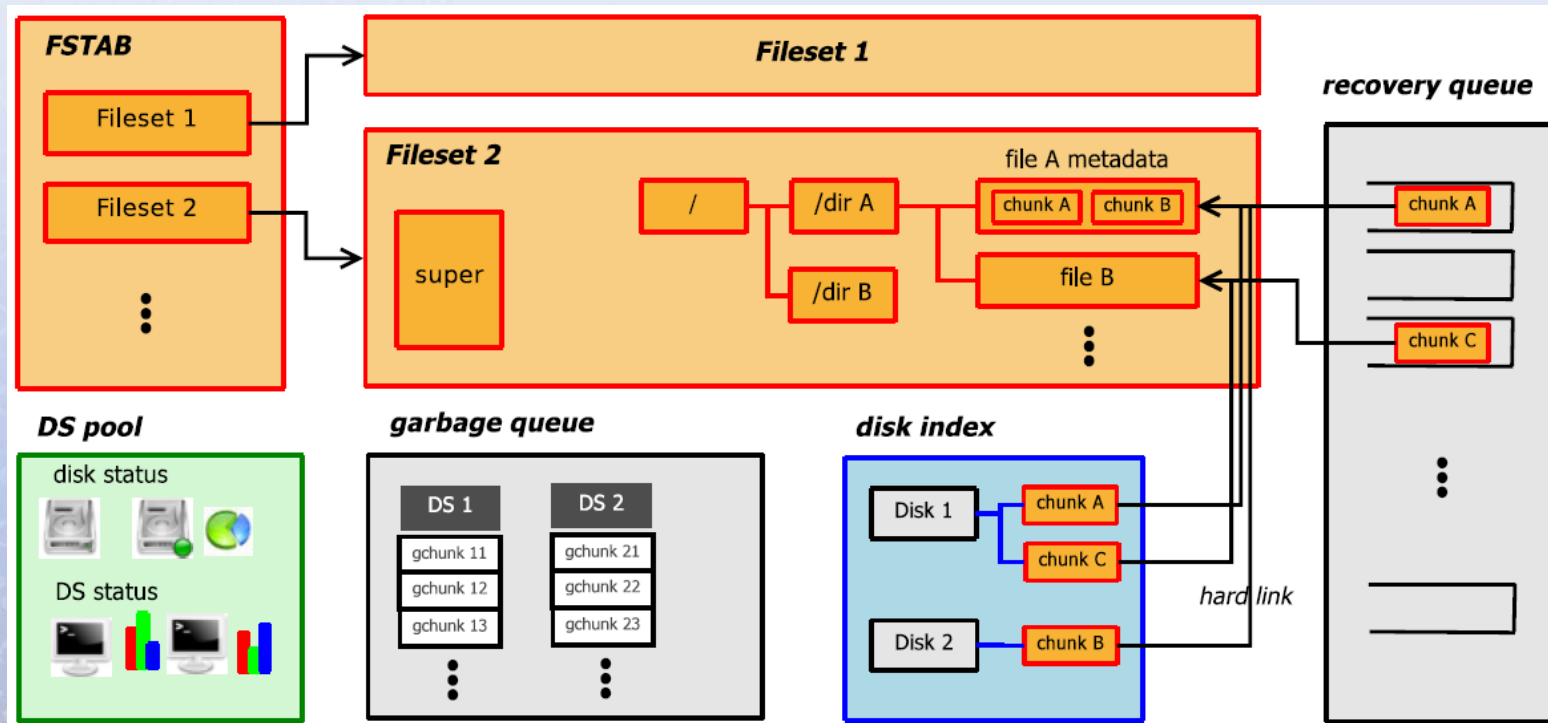 FSTAB
Fileset 1
Fileset 2
Fileset 1
Fileset 2
super
/
/dir A
/dir B
file A metadata
chunk A
chunk B
file B
recovery queue
chunk A
chunk C
DS pool
disk status
DS status
garbage queue
DS 1
gchunk 11
gchunk 12
gchunk 13
DS 2
gchunk 21
gchunk 22
gchunk 23
disk index
Disk 1
chunk A
chunk C
Disk 2
chunk B
hard link